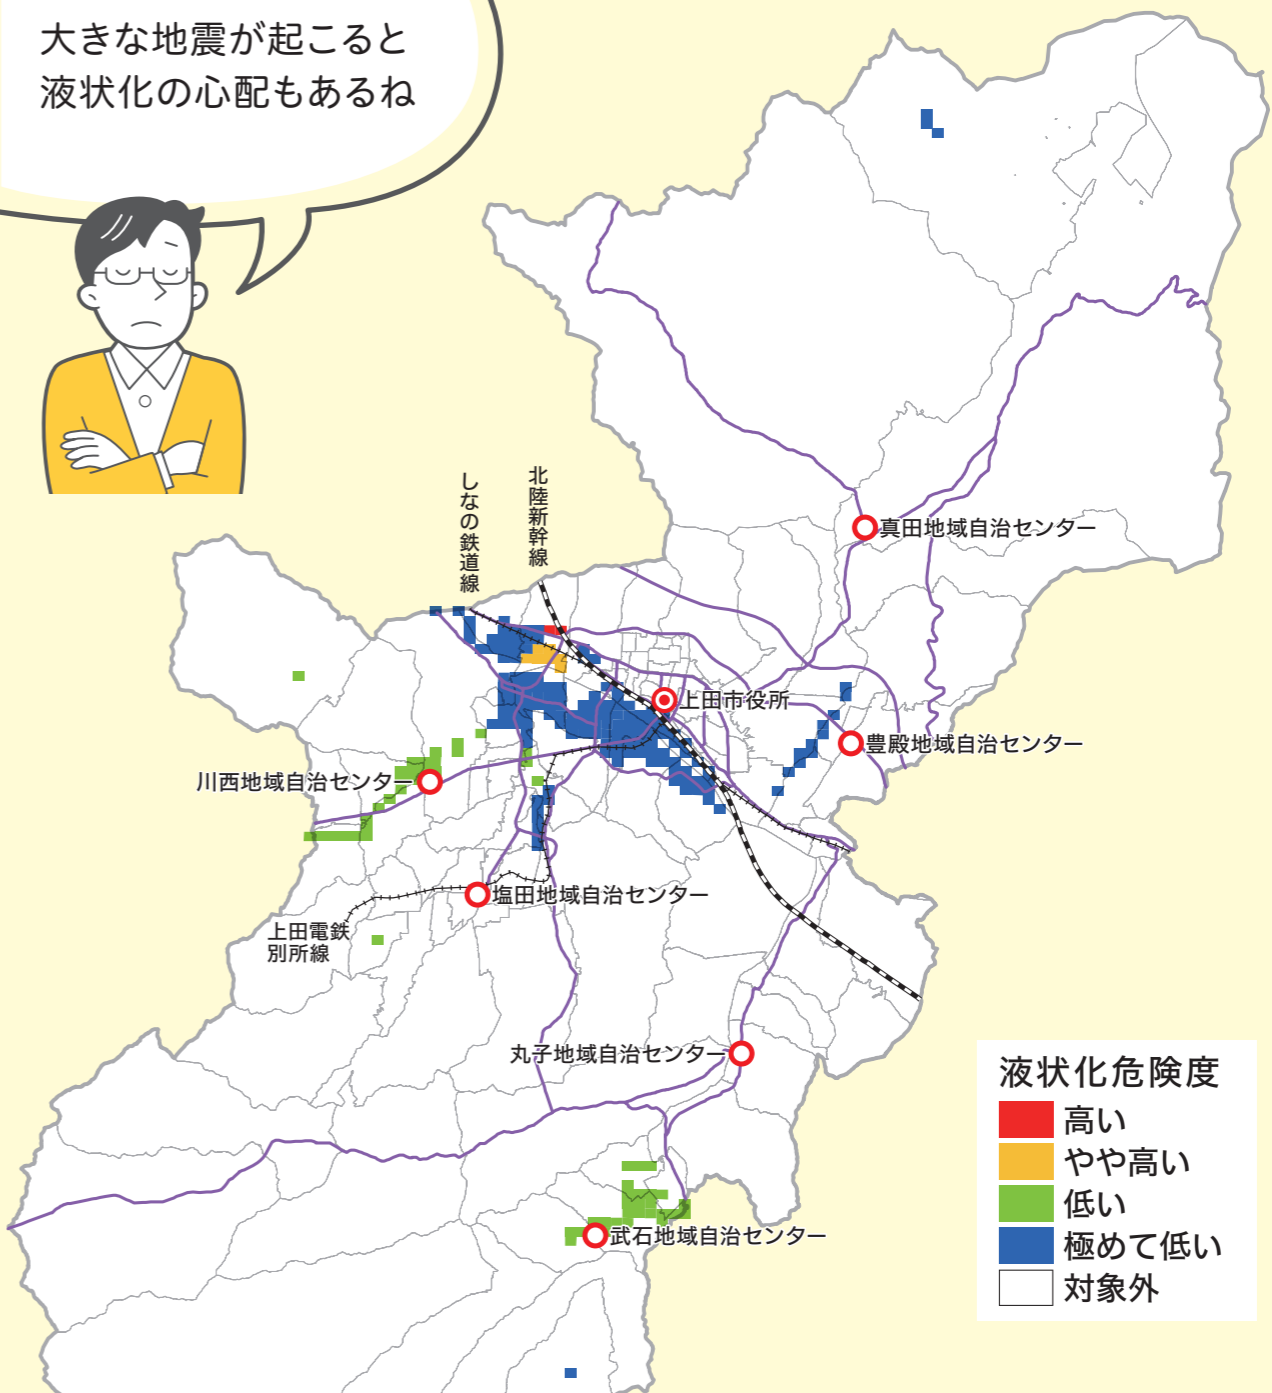 大きな地震が起こると
液状化の心配もあるね
しなの鉄道線
北陸新幹線
真田地域自治センター
上田市役所
豊殿地域自治センター
川西地域自治センター
塩田地域自治センター
上田電鉄
別所線
丸子地域自治センター
武石地域自治センター
液状化危険度
高い
やや高い
低い
極めて低い
対象外